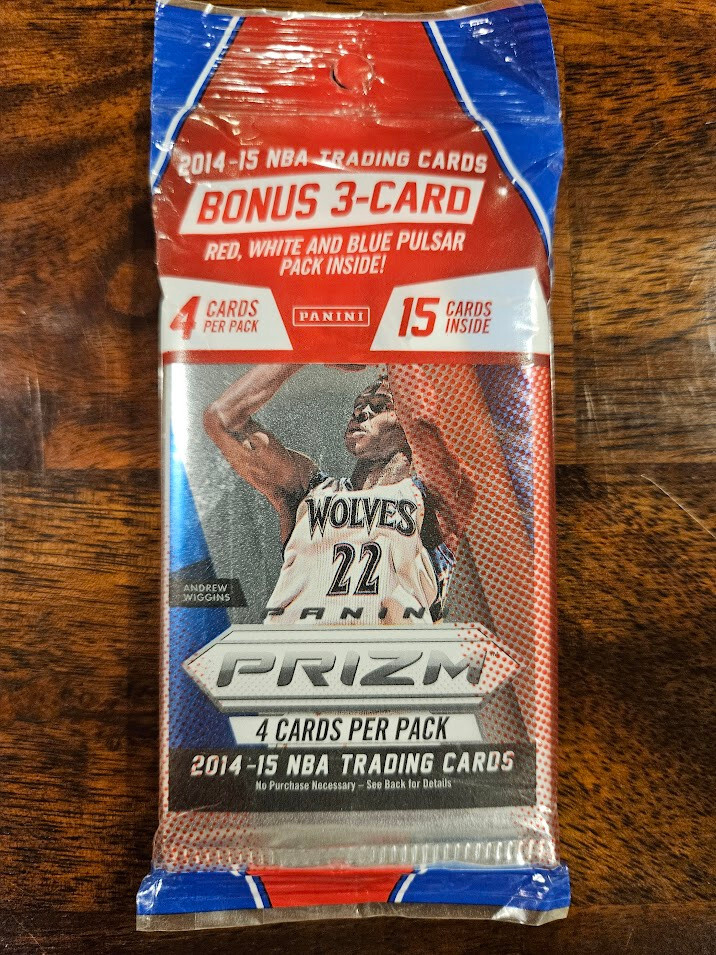 2014-15 NBA TRADING CARDS
BONUS 3-CARD
RED, WHITE AND BLUE PULSAR
PACK INSIDE!
4 CARDS
PER PACK
PANINI
15 CARDS
INSIDE
WOLVES
22
ANDREW
WIGGINS
PANINI
PRIZM
4 CARDS PER PACK
2014-15 NBA TRADING CARDS
No Purchase Necessary – See Back for Details